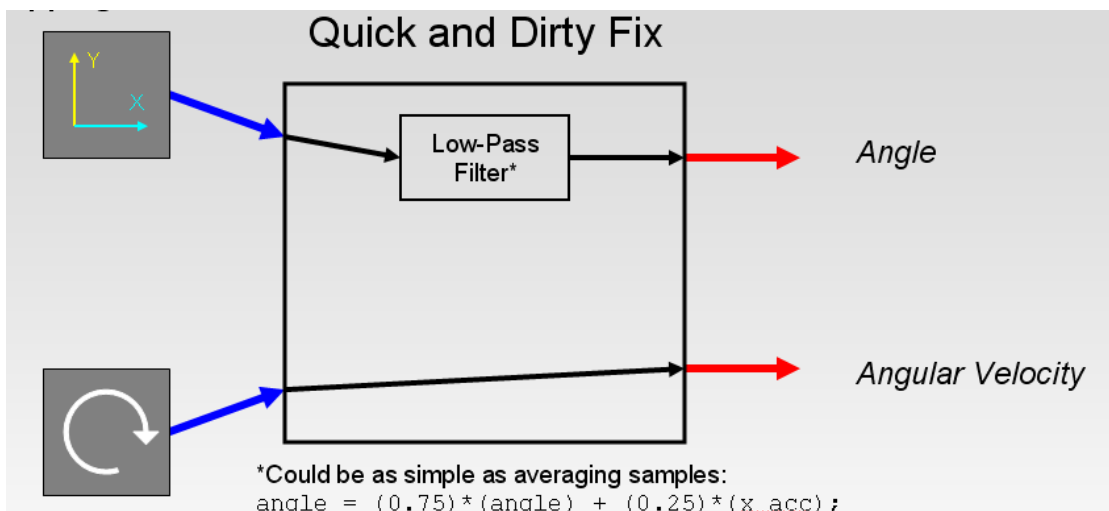 Quick and Dirty Fix
Y
X
Low-Pass
Filter*
Angle
Angular Velocity
*Could be as simple as averaging samples:
angle = (0.75)*(angle) + (0.25)*(x_acc);